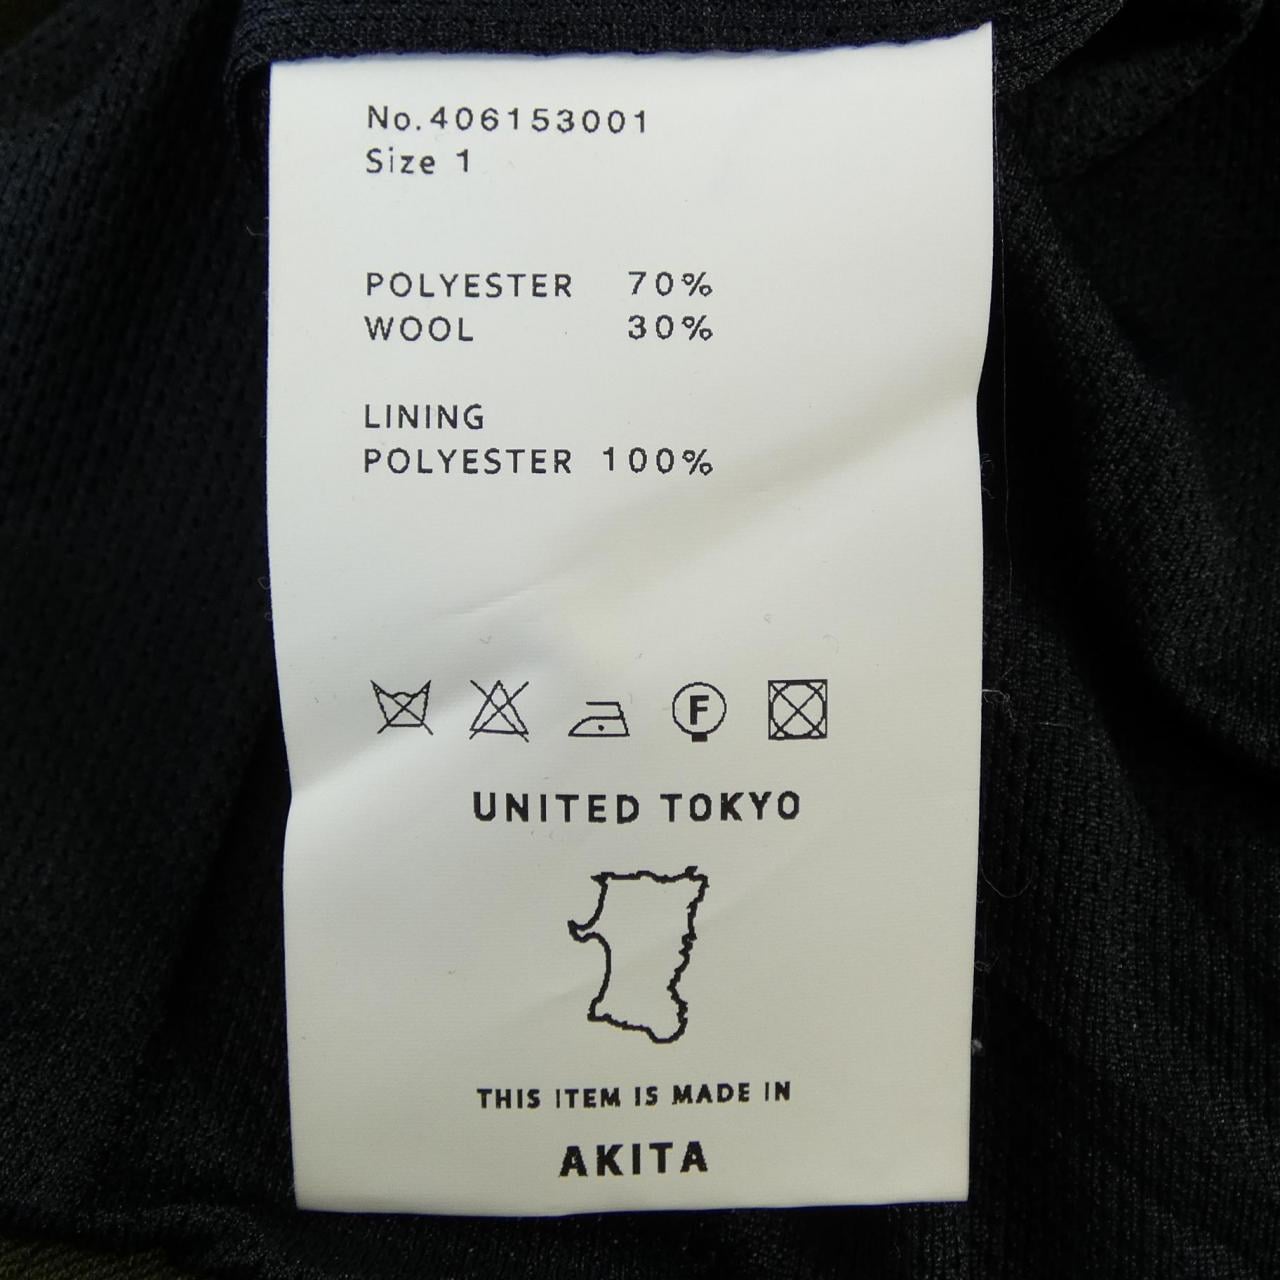 No.406153001
Size 1
POLYESTER 70%
WOOL 30%
LINING
POLYESTER 100%
F
UNITED TOKYO
THIS ITEM IS MADE IN
AKITA